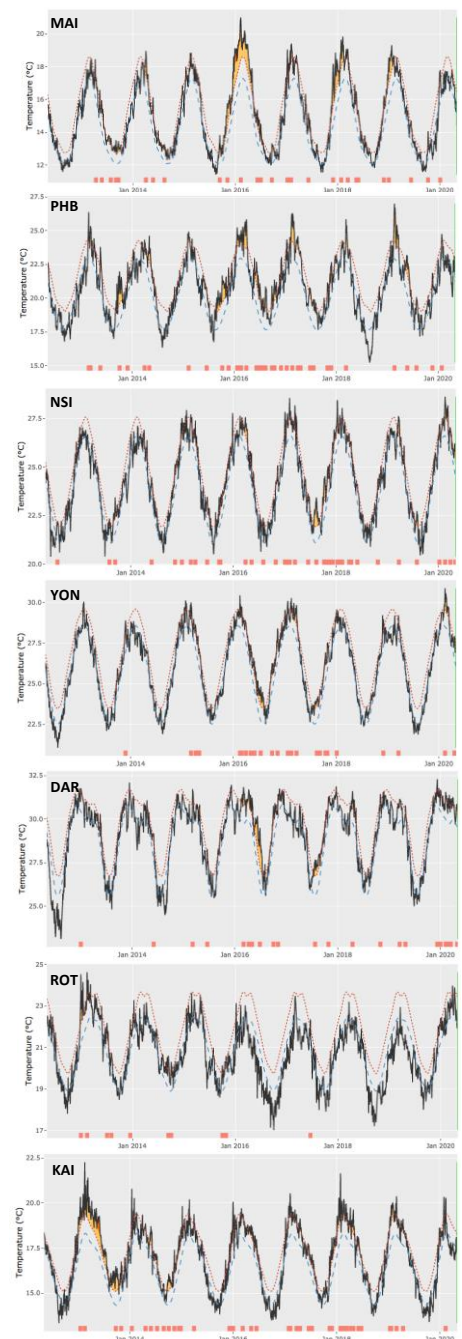 MAI
Temperature (°C)
18
16
14
12
Jan 2014
Jan 2016
Jan 2018
Jan 2020
PHB
Temperature (°C)
27.5
25.0
22.5
20.0
17.5
15.0
Jan 2014
Jan 2016
Jan 2018
Jan 2020
NSI
Temperature (°C)
27.5
25.0
22.5
20.0
Jan 2014
Jan 2016
Jan 2018
Jan 2020
YON
Temperature (°C)
30.0
27.5
25.0
22.5
Jan 2014
Jan 2016
Jan 2018
Jan 2020
DAR
Temperature (°C)
32.5
30.0
27.5
25.0
Jan 2014
Jan 2016
Jan 2018
Jan 2020
ROT
Temperature (°C)
25
23
21
19
17
Jan 2014
Jan 2016
Jan 2018
Jan 2020
KAI
Temperature (°C)
22.5
20.0
17.5
15.0
Jan 2014
Jan 2016
Jan 2018
Jan 2020